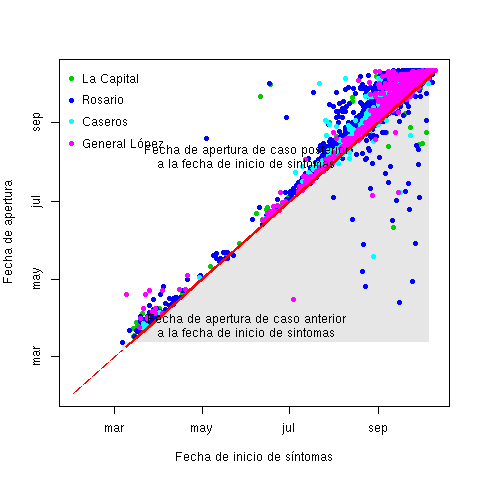 La Capital
Rosario
Caseros
General López
Fecha de apertura de caso posterior
a la fecha de inicio de síntomas
Fecha de apertura de caso anterior
a la fecha de inicio de síntomas
Fecha de apertura
sep
jul
may
mar
mar may jul sep
Fecha de inicio de síntomas